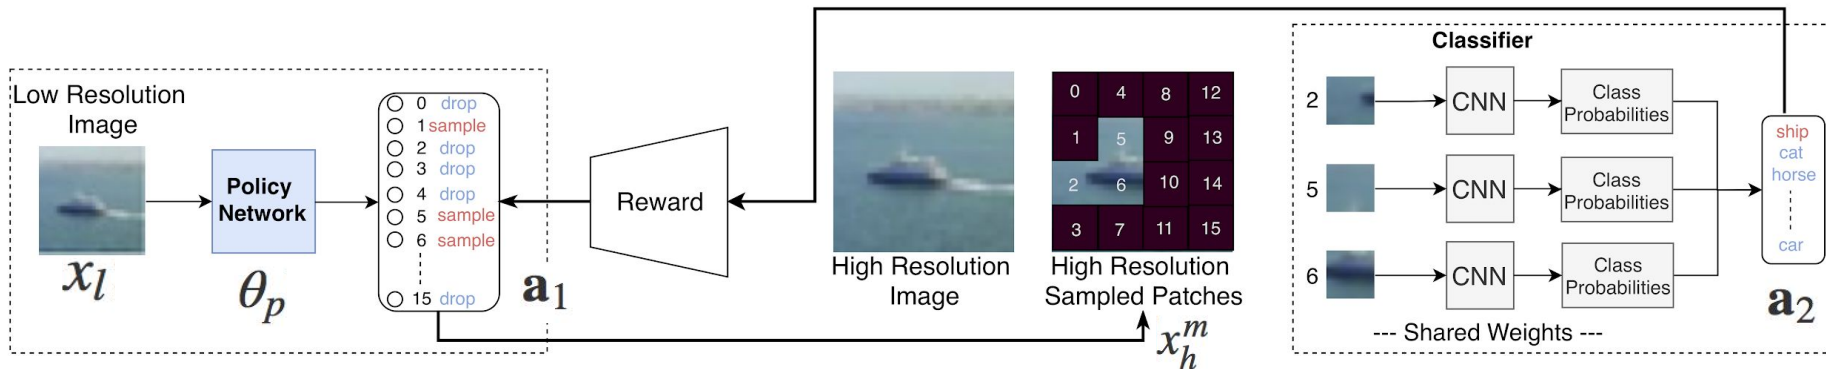 Low Resolution
Image
x_l
Policy
Network
θ_p
0 drop
1 sample
2 drop
3 drop
4 drop
5 sample
6 sample
15 drop
a_1
Reward
High Resolution
Image
0 4 8 12
1 5 9 13
2 6 10 14
3 7 11 15
High Resolution
Sampled Patches
x_h^m
Classifier
2 CNN Class
Probabilities
5 CNN Class
Probabilities
6 CNN Class
Probabilities
--- Shared Weights ---
ship
cat
horse
car
a_2